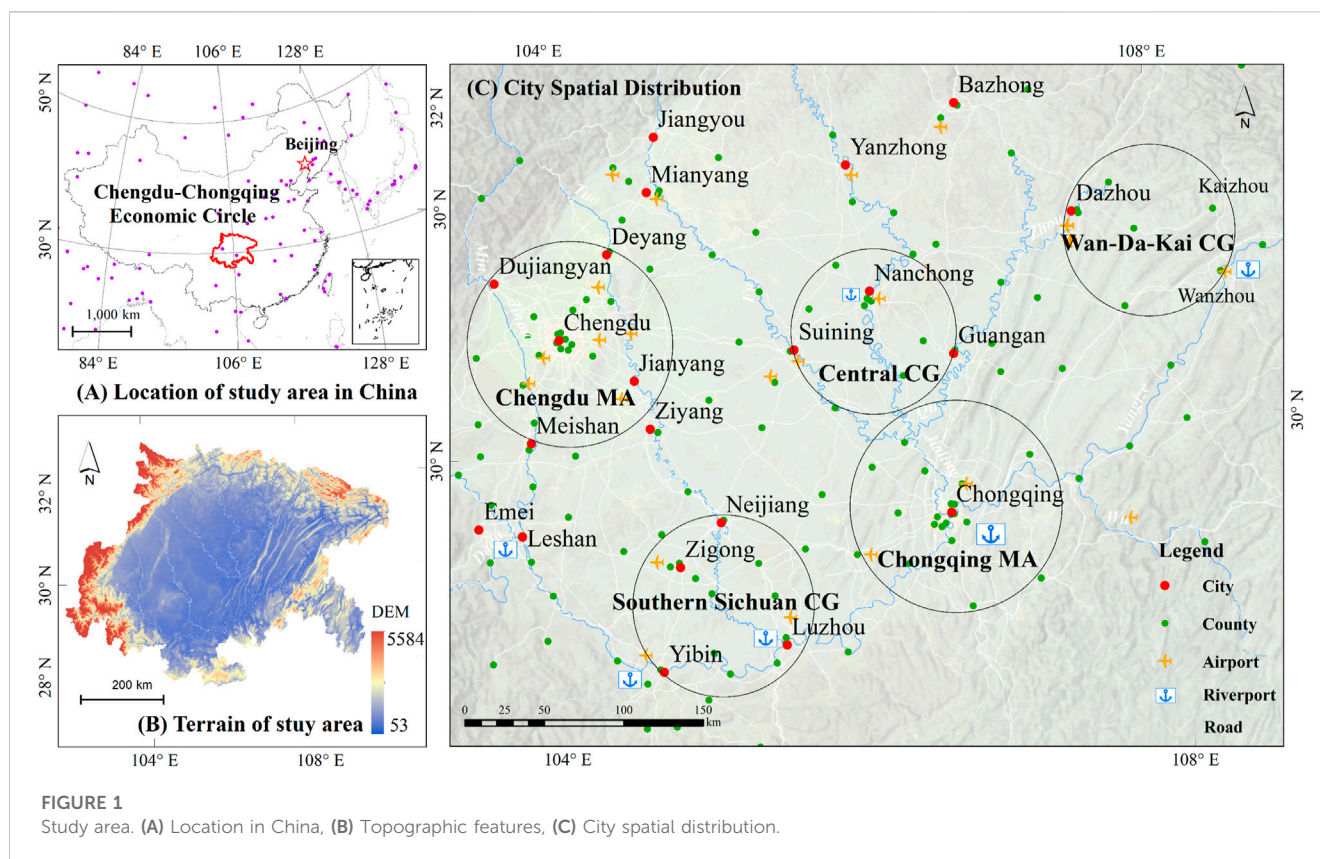 84° E
106° E
128° E
50° N
30° N
30° N
Beijing
Chengdu-Chongqing
Economic Circle
1,000 km
84° E
106° E
128° E
(A) Location of study area in China
104° E
108° E
N
32° N
30° N
28° N
DEM
5584
53
200 km
(B) Terrain of stuy area
104° E
108° E
104° E
108° E
(C) City Spatial Distribution
N
32° N
30° N
30° N
Bazhong
Jiangyou
Yanzhong
Mianyang
Dazhou
Kaizhou
Deyang
Wan-Da-Kai CG
Dujiangyan
Nanchong
Wanzhou
Chengdu
Suining
Guangan
Jianyang
Central CG
Chengdu MA
Ziyang
Meishan
Min
Neijiang
Chongqing
Emei
Leshan
Zigong
Chongqing MA
Southern Sichuan CG
Luzhou
Yibin
Legend
City
County
Airport
Riverport
Road
0 20 40 100 150
km
104° E
108° E
FIGURE 1
Study area. (A) Location in China, (B) Topographic features, (C) City spatial distribution.